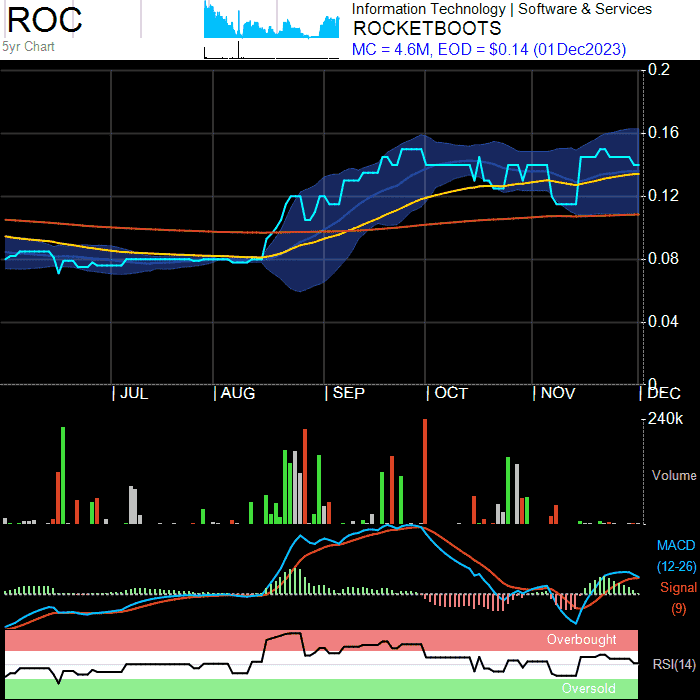 ROC
5yr Chart
Information Technology | Software & Services
ROCKETBOOTS
MC = 4.6M, EOD = $0.14 (01Dec2023)
0.2
0.16
0.12
0.08
0.04
0
JUL AUG SEP OCT NOV DEC
240k
Volume
MACD
(12-26)
Signal
(9)
Overbought
RSI(14)
Oversold